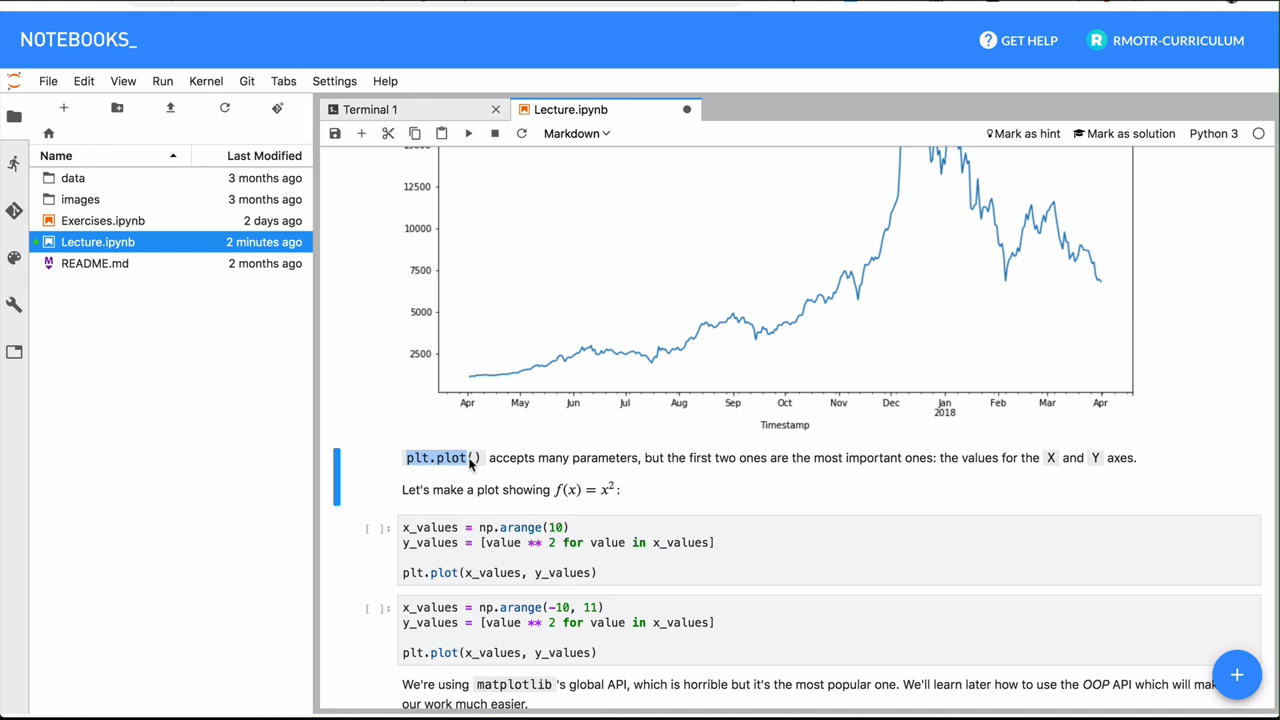 NOTEBOOKS_
GET HELP
R RMOTR-CURRICULUM
File Edit View Run Kernel Git Tabs Settings Help
Terminal 1
Lecture.ipynb
Markdown
Mark as hint
Mark as solution
Python 3
Name Last Modified
data 3 months ago
images 3 months ago
Exercises.ipynb 2 days ago
Lecture.ipynb 2 minutes ago
README.md 2 months ago
15000
12500
10000
7500
5000
2500
Apr May Jun Jul Aug Sep Oct Nov Dec Jan Feb Mar Apr
2018
Timestamp
plt.plot() accepts many parameters, but the first two ones are the most important ones: the values for the X and Y axes.
Let's make a plot showing f(x) = x²:
[ ]: x_values = np.arange(10)
y_values = [value ** 2 for value in x_values]
plt.plot(x_values, y_values)
[ ]: x_values = np.arange(-10, 11)
y_values = [value ** 2 for value in x_values]
plt.plot(x_values, y_values)
We're using matplotlib 's global API, which is horrible but it's the most popular one. We'll learn later how to use the OOP API which will
our work much easier.